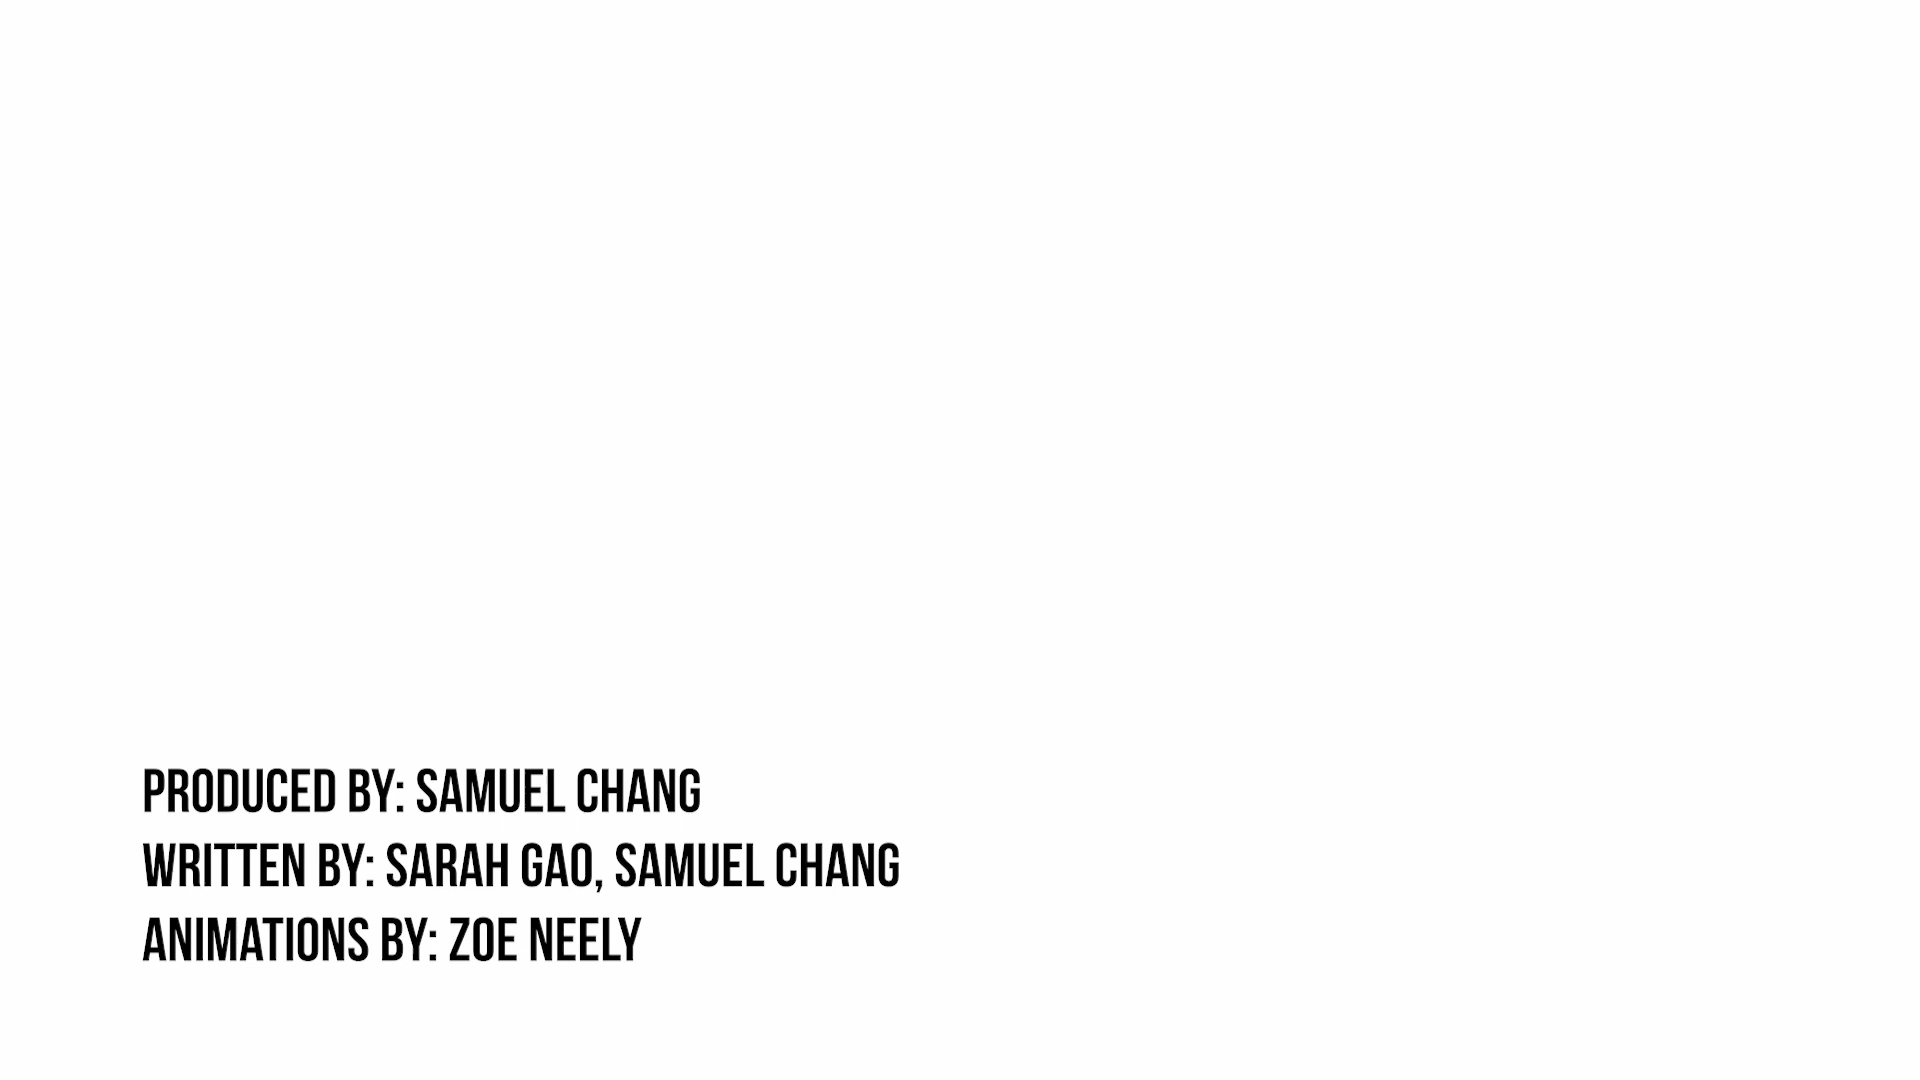 PRODUCED BY: SAMUEL CHANG
WRITTEN BY: SARAH GAO, SAMUEL CHANG
ANIMATIONS BY: ZOE NEELY